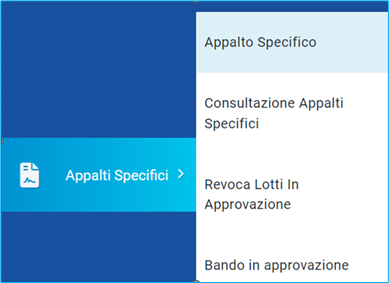 Appalti Specifici
Appalto Specifico
Consultazione Appalti
Specifici
Revoca Lotti In
Approvazione
Bando in approvazione